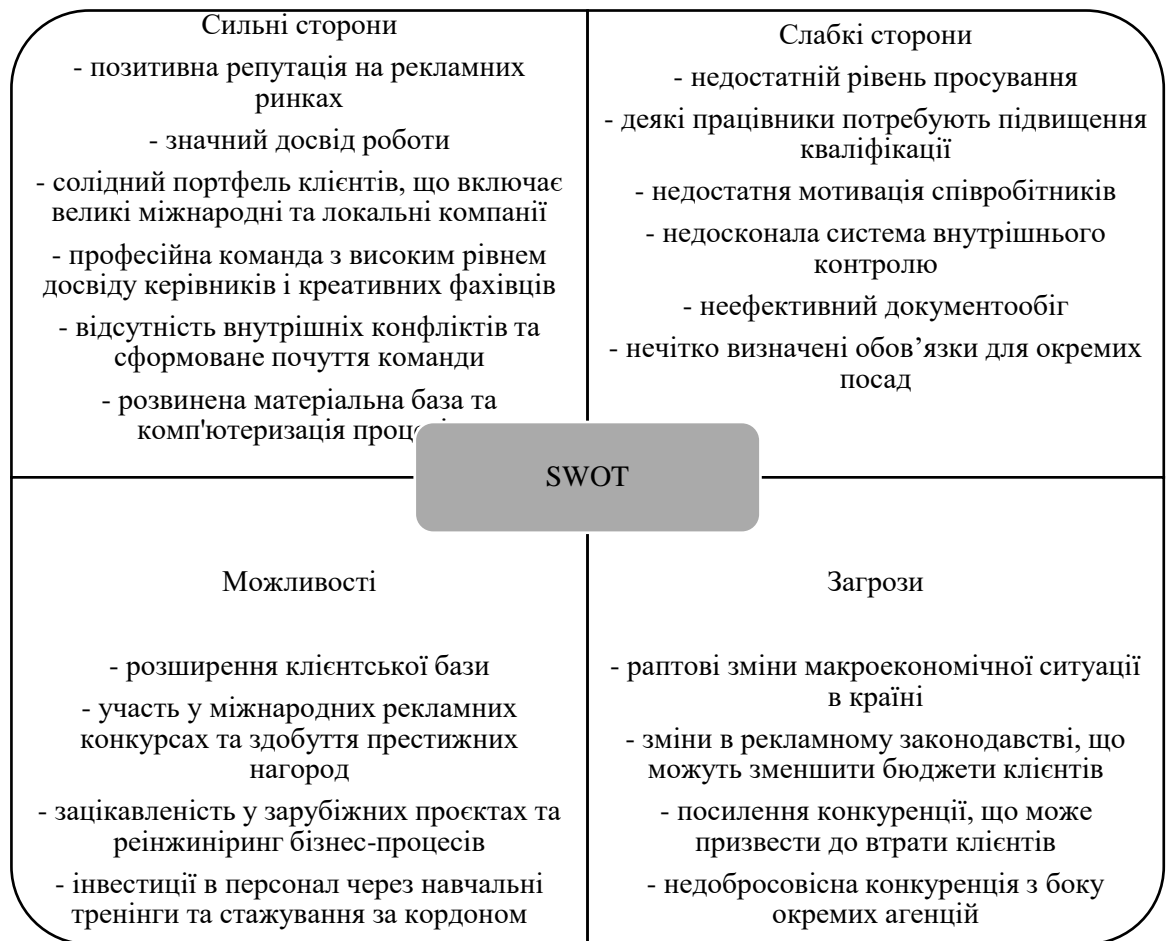 Сильні сторони
- позитивна репутація на рекламних
ринках
- значний досвід роботи
- солідний портфель клієнтів, що включає
великі міжнародні та локальні компанії
- професійна команда з високим рівнем
досвіду керівників і креативних фахівців
- відсутність внутрішніх конфліктів та
сформоване почуття команди
- розвинена матеріальна база та
комп'ютеризація
Слабкі сторони
- недостатній рівень просування
- деякі працівники потребують підвищення
кваліфікації
- недостатня мотивація співробітників
- недосконала система внутрішнього
контролю
- неефективний документообіг
- нечітко визначені обов’язки для окремих
посад
SWOT
Можливості
- розширення клієнтської бази
- участь у міжнародних рекламних
конкурсах та здобуття престижних
нагород
- зацікавленість у зарубіжних проєктах та
реінжиніринг бізнес-процесів
- інвестиції в персонал через навчальні
тренінги та стажування за кордоном
Загрози
- раптові зміни макроекономічної ситуації
в країні
- зміни в рекламному законодавстві, що
можуть зменшити бюджети клієнтів
- посилення конкуренції, що може
призвести до втрати клієнтів
- недобросовісна конкуренція з боку
окремих агенцій